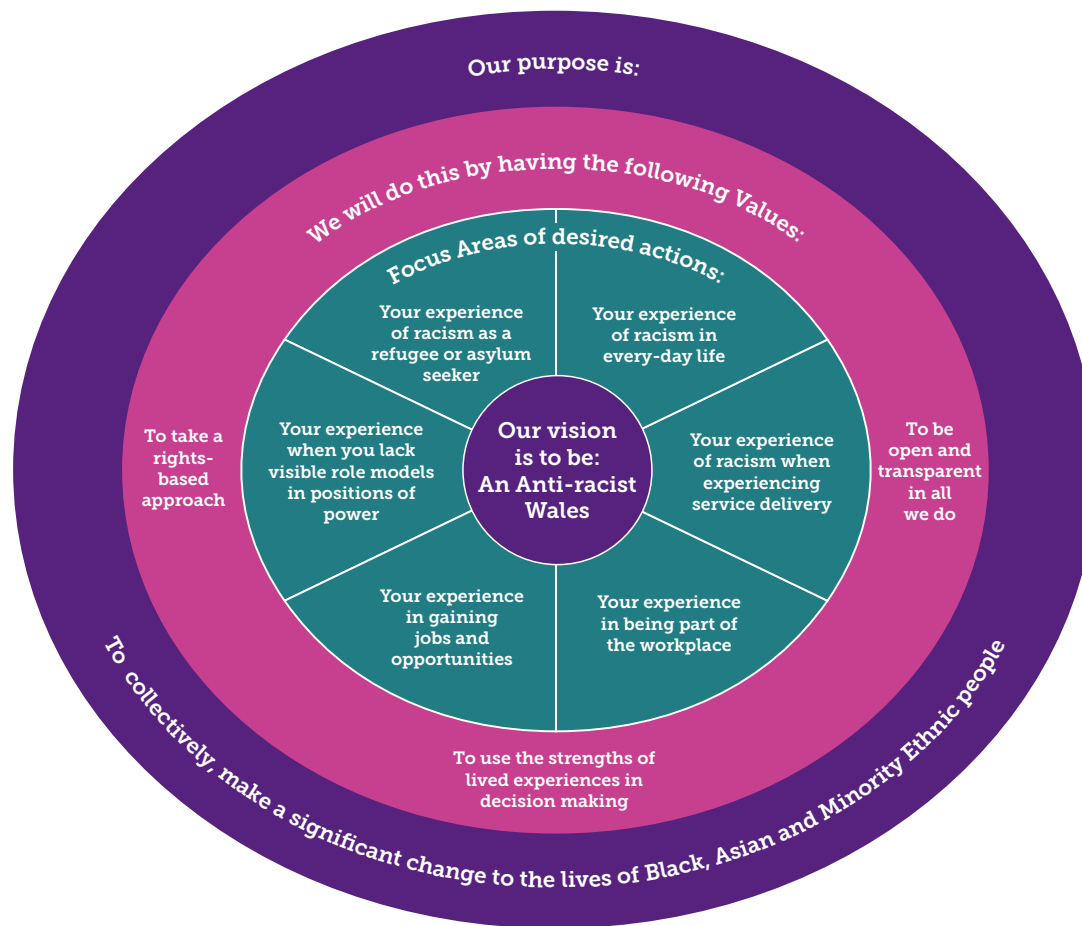 Our purpose is:
To collectively, make a significant change to the lives of Black, Asian and Minority Ethnic people
We will do this by having the following Values:
To take a
rights-
based
approach
To be
open and
transparent
in all
we do
To use the strengths of
lived experiences in
decision making
Focus Areas of desired actions:
Your experience
of racism as a
refugee or asylum
seeker
Your experience
of racism in
every-day life
Your experience
when you lack
visible role models
in positions of
power
Your experience
of racism when
experiencing
service delivery
Your experience
in gaining
jobs and
opportunities
Your experience
in being part of
the workplace
Our vision
is to be:
An Anti-racist
Wales